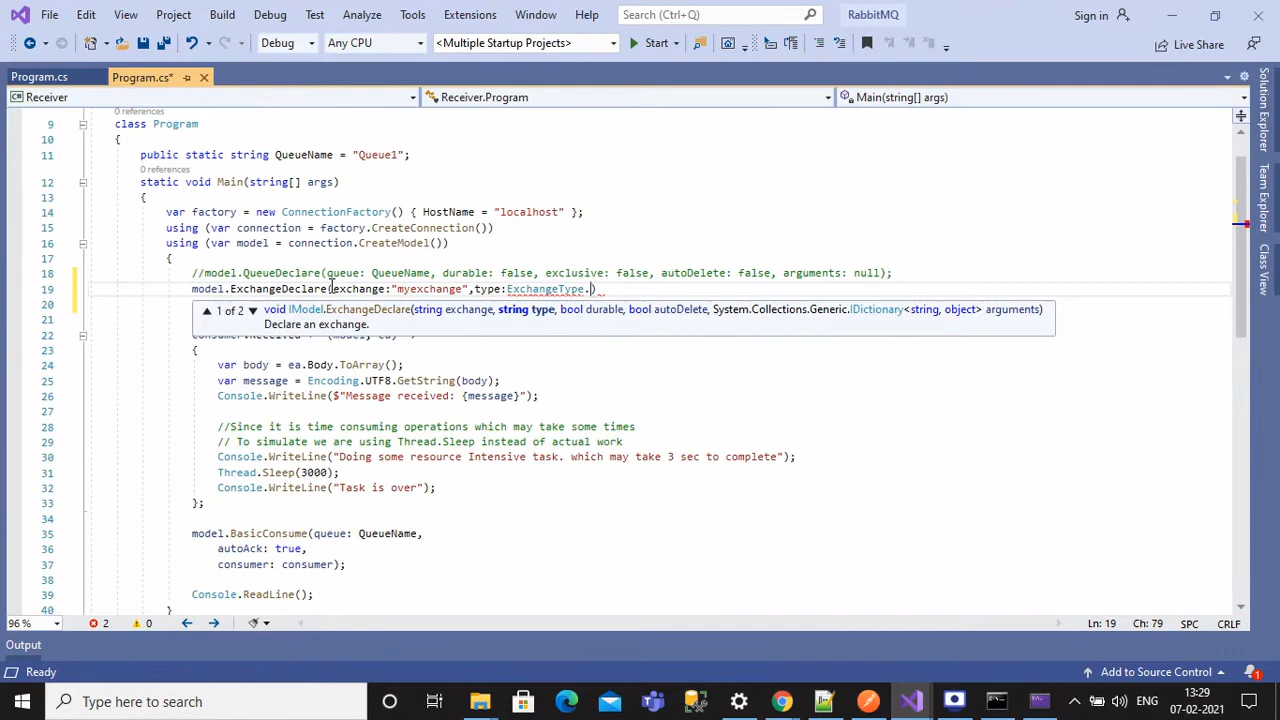 File Edit View Project Build Debug Test Analyze Tools Extensions Window Help Search (Ctrl+Q) RabbitMQ Sign in
Debug Any CPU <Multiple Startup Projects> Start Live Share
Program.cs Program.cs*
Receiver Receiver.Program Main(string[] args)
0 references
9 class Program
10 {
11 public static string QueueName = "Queue1";
0 references
12 static void Main(string[] args)
13 {
14 var factory = new ConnectionFactory() { HostName = "localhost" };
15 using (var connection = factory.CreateConnection())
16 using (var model = connection.CreateModel())
17 {
18 //model.QueueDeclare(queue: QueueName, durable: false, exclusive: false, autoDelete: false, arguments: null);
19 model.ExchangeDeclare(exchange:"myexchange",type:ExchangeType.)
1 of 2 void IModel.ExchangeDeclare(string exchange, string type, bool durable, bool autoDelete, System.Collections.Generic.IDictionary<string, object> arguments)
Declare an exchange.
22
23 {
24 var body = ea.Body.ToArray();
25 var message = Encoding.UTF8.GetString(body);
26 Console.WriteLine($"Message received: {message}");
27
28 //Since it is time consuming operations which may take some times
29 // To simulate we are using Thread.Sleep instead of actual work
30 Console.WriteLine("Doing some resource Intensive task. which may take 3 sec to complete");
31 Thread.Sleep(3000);
32 Console.WriteLine("Task is over");
33 };
34
35 model.BasicConsume(queue: QueueName,
36 autoAck: true,
37 consumer: consumer);
38
39 Console.ReadLine();
40 }
96 % 2 0 Ln: 19 Ch: 79 SPC CRLF
Output
Ready Add to Source Control 1
Type here to search ENG 13:29
07-02-2021
Solution Explorer
Team Explorer
Notifications